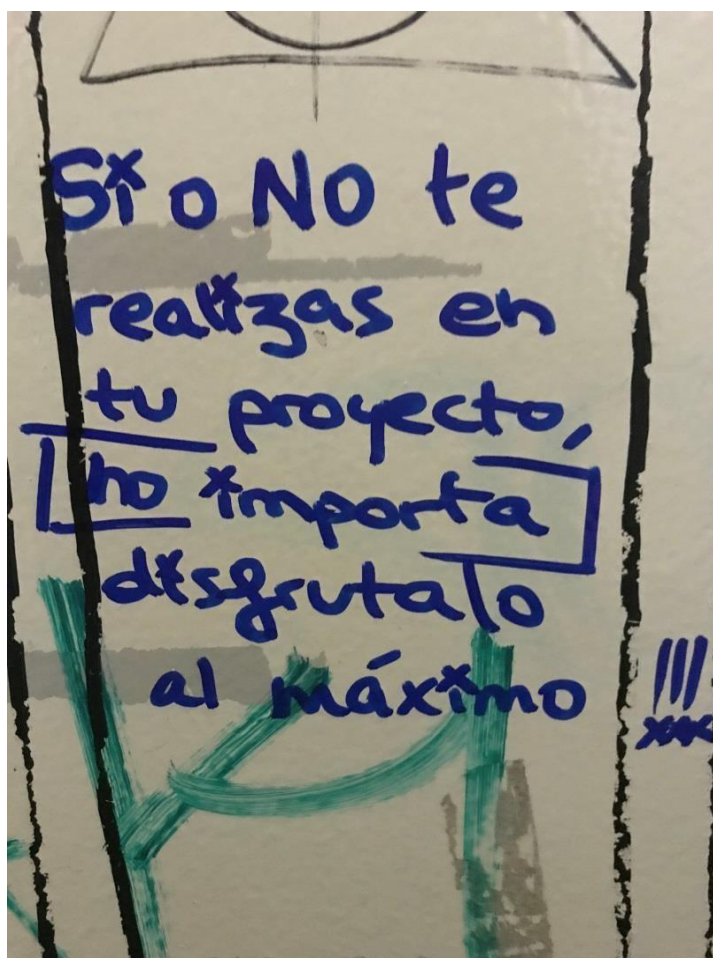 Si o NO te
realizas en
tu proyecto,
no importa
disfrutalo
al máximo !!!